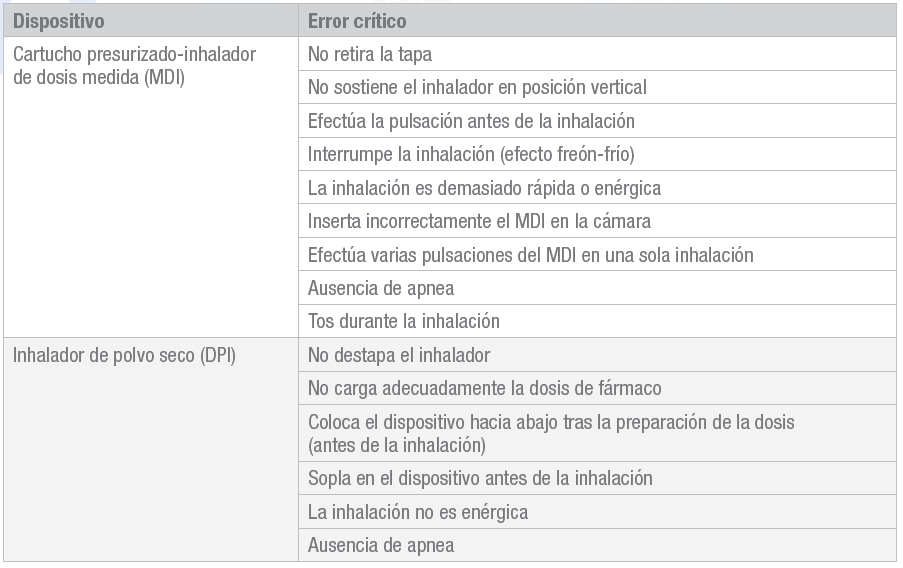 Dispositivo
Error crítico
Cartucho presurizado-inhalador
de dosis medida (MDI)
No retira la tapa
No sostiene el inhalador en posición vertical
Efectúa la pulsación antes de la inhalación
Interrumpe la inhalación (efecto freón-frío)
La inhalación es demasiado rápida o enérgica
Inserta incorrectamente el MDI en la cámara
Efectúa varias pulsaciones del MDI en una sola inhalación
Ausencia de apnea
Tos durante la inhalación
Inhalador de polvo seco (DPI)
No destapa el inhalador
No carga adecuadamente la dosis de fármaco
Coloca el dispositivo hacia abajo tras la preparación de la dosis
(antes de la inhalación)
Sopla en el dispositivo antes de la inhalación
La inhalación no es enérgica
Ausencia de apnea